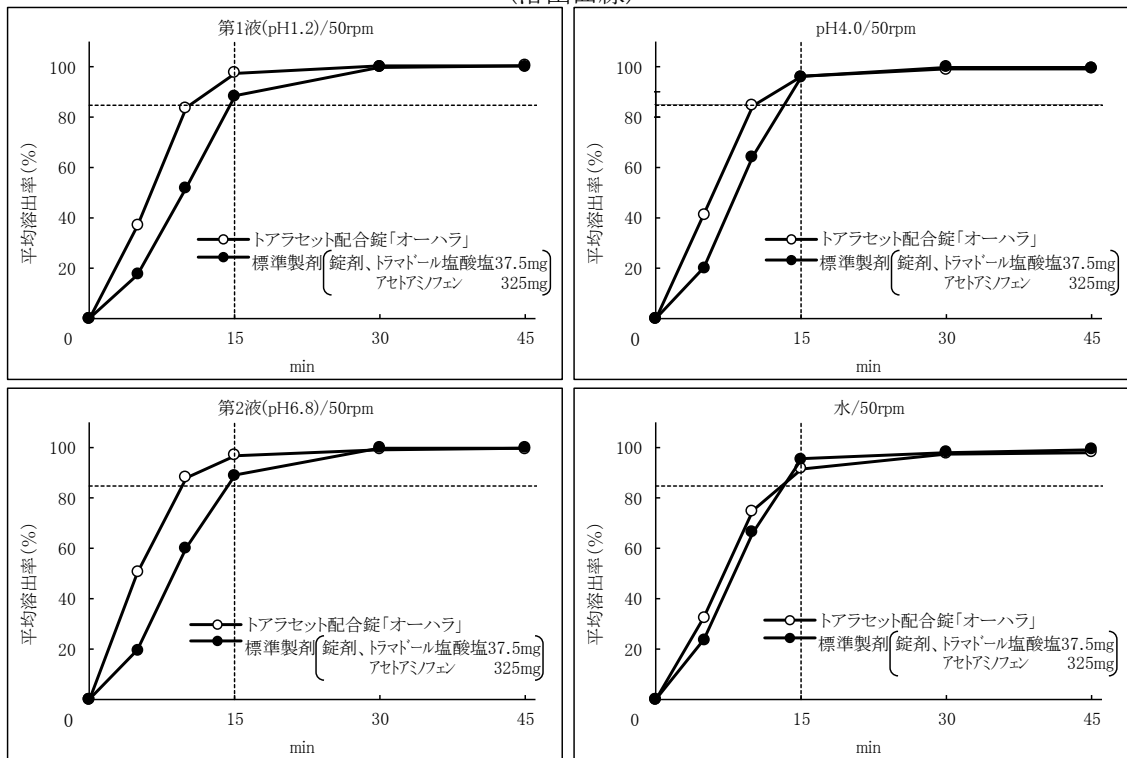 第1液(pH1.2)/50rpm
平均溶出率(%)
100
80
60
40
20
0
15
30
45
min
トアラセット配合錠「オーハラ」
標準製剤 錠剤、トラマドール塩酸塩37.5mg
アセトアミノフェン 325mg
pH4.0/50rpm
平均溶出率(%)
100
80
60
40
20
0
15
30
45
min
トアラセット配合錠「オーハラ」
標準製剤 錠剤、トラマドール塩酸塩37.5mg
アセトアミノフェン 325mg
第2液(pH6.8)/50rpm
平均溶出率(%)
100
80
60
40
20
0
15
30
45
min
トアラセット配合錠「オーハラ」
標準製剤 錠剤、トラマドール塩酸塩37.5mg
アセトアミノフェン 325mg
水/50rpm
平均溶出率(%)
100
80
60
40
20
0
15
30
45
min
トアラセット配合錠「オーハラ」
標準製剤 錠剤、トラマドール塩酸塩37.5mg
アセトアミノフェン 325mg